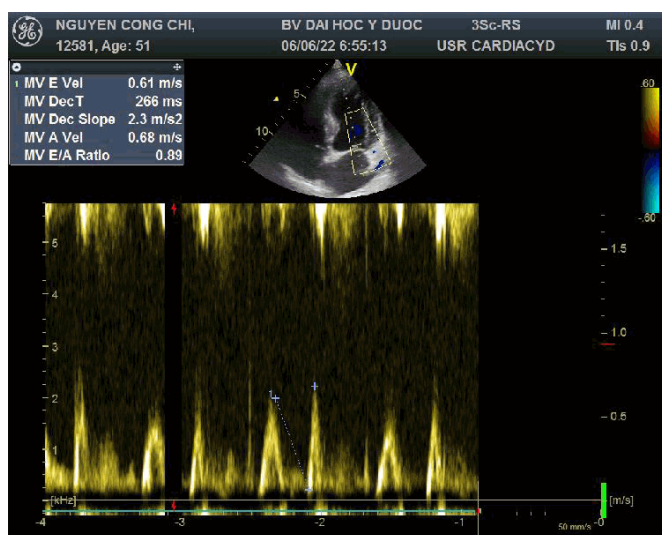 NGUYEN CONG CHI, BV DAI HOC Y DUOC 3Sc-RS MI 0.4
12581, Age: 51 06/06/22 6:55:13 USR CARDIACYD TIs 0.9
1 MV E Vel 0.61 m/s
MV DecT 266 ms
MV Dec Slope 2.3 m/s2
MV A Vel 0.68 m/s
MV E/A Ratio 0.89
V
5
10
.60
-.60
5
4
3
2
1
[kHz]
1.5
1.0
0.5
[m/s]
1
-4 -3 -2 -1 -0
50 mm/s